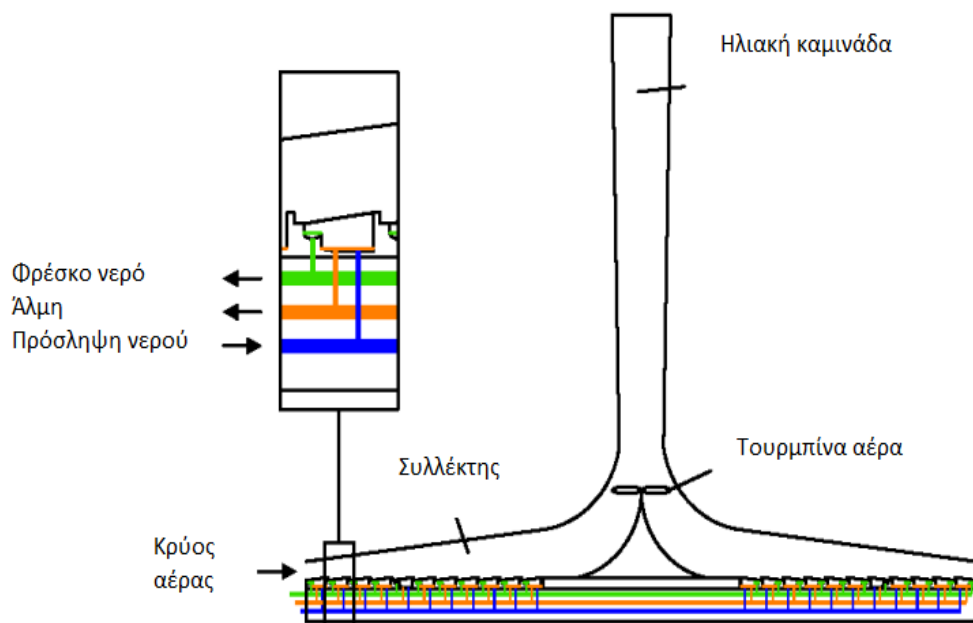 Ηλιακή καμινάδα
Φρέσκο νερό
Άλμη
Πρόσληψη νερού
Τουρμπίνα αέρα
Συλλέκτης
Κρύος
αέρας